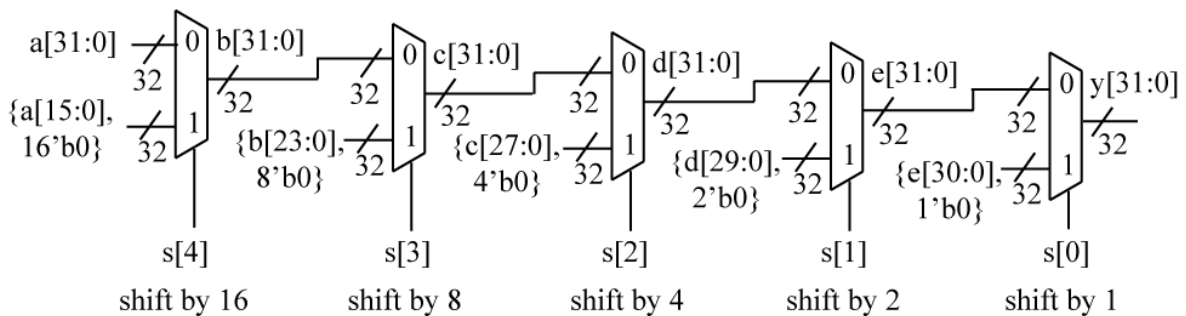 a[31:0]
32
{a[15:0],
16’b0}
32
0
1
s[4]
shift by 16
b[31:0]
32
32
{b[23:0],
8’b0}
32
0
1
s[3]
shift by 8
c[31:0]
32
32
{c[27:0],
4’b0}
32
0
1
s[2]
shift by 4
d[31:0]
32
32
{d[29:0],
2’b0}
32
0
1
s[1]
shift by 2
e[31:0]
32
32
{e[30:0],
1’b0}
32
0
1
s[0]
shift by 1
y[31:0]
32